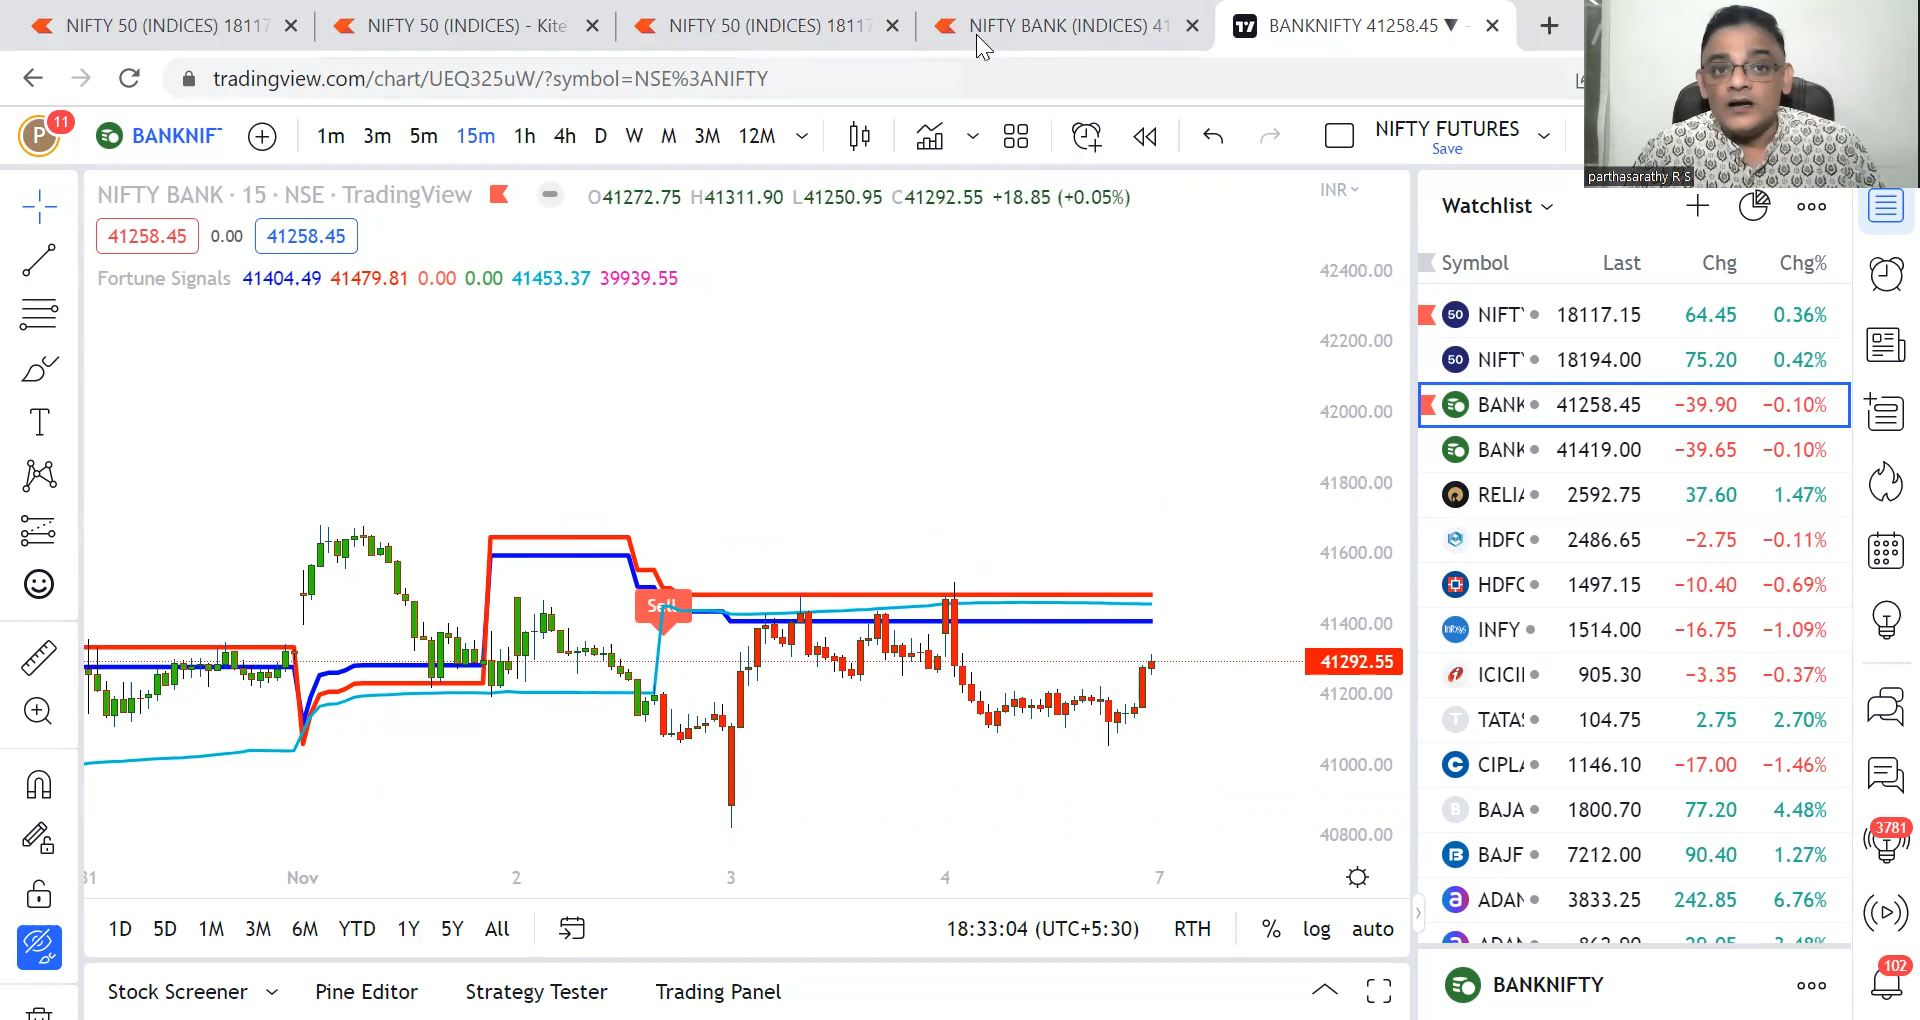 NIFTY 50 (INDICES) 18117
NIFTY 50 (INDICES) - Kite
NIFTY 50 (INDICES) 18117
NIFTY BANK (INDICES) 41
BANKNIFTY 41258.45 ▼ -
tradingview.com/chart/UEQ325uW/?symbol=NSE%3ANIFTY
P 11
BANKNIF
1m 3m 5m 15m 1h 4h D W M 3M 12M
NIFTY FUTURES
Save
parthasarathy R S
NIFTY BANK · 15 · NSE · TradingView
O41272.75 H41311.90 L41250.95 C41292.55 +18.85 (+0.05%)
INR
41258.45 0.00 41258.45
Fortune Signals 41404.49 41479.81 0.00 0.00 41453.37 39939.55
Sell
42400.00
42200.00
42000.00
41800.00
41600.00
41400.00
41292.55
41200.00
41000.00
40800.00
31 Nov 2 3 4 7
1D 5D 1M 3M 6M YTD 1Y 5Y All
18:33:04 (UTC+5:30) RTH % log auto
Stock Screener Pine Editor Strategy Tester Trading Panel
Watchlist
Symbol Last Chg Chg%
50 NIFTY 18117.15 64.45 0.36%
50 NIFTY 18194.00 75.20 0.42%
BANK 41258.45 −39.90 −0.10%
BANK 41419.00 −39.65 −0.10%
RELIA 2592.75 37.60 1.47%
HDFC 2486.65 −2.75 −0.11%
HDFC 1497.15 −10.40 −0.69%
Infosys INFY 1514.00 −16.75 −1.09%
ICICII 905.30 −3.35 −0.37%
T TATAS 104.75 2.75 2.70%
CIPLA 1146.10 −17.00 −1.46%
B BAJA 1800.70 77.20 4.48%
BAJF 7212.00 90.40 1.27%
a ADAN 3833.25 242.85 6.76%
BANKNIFTY
3781
102